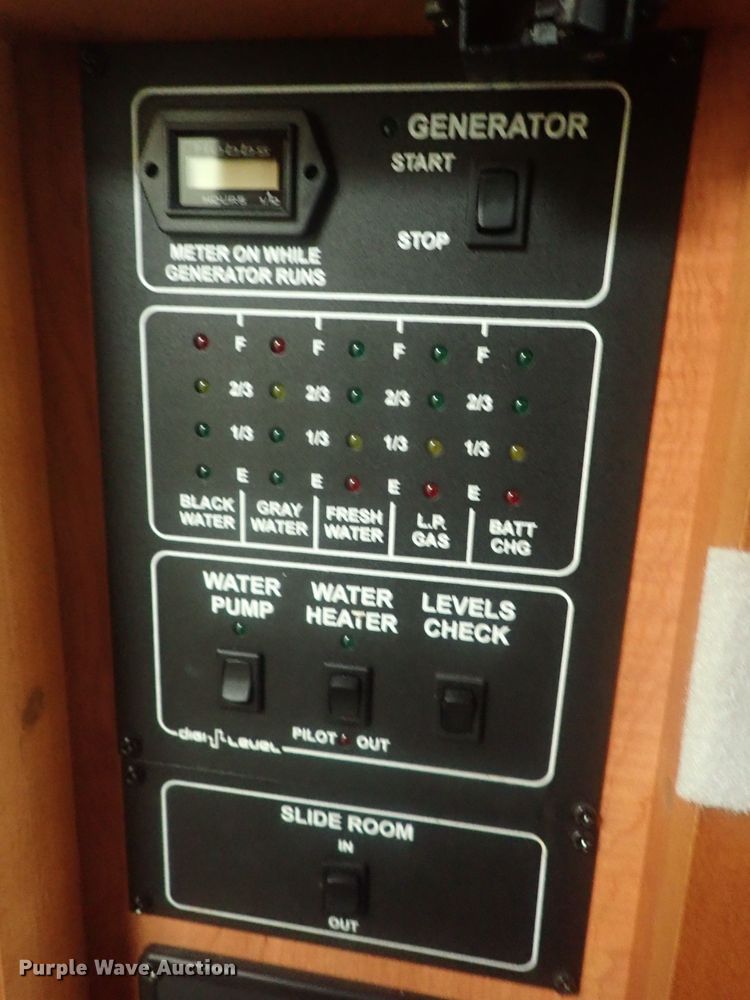 GENERATOR
START
HOURS 1/10
STOP
METER ON WHILE
GENERATOR RUNS
F F F F
2/3 2/3 2/3 2/3
1/3 1/3 1/3 1/3
E E E E
BLACK
WATER
GRAY
WATER
FRESH
WATER
L.P.
GAS
BATT
CHG
WATER
PUMP
WATER
HEATER
LEVELS
CHECK
PILOT OUT
digi Level
SLIDE ROOM
IN
OUT
Purple Wave Auction